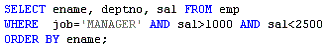 SELECT ename, deptno, sal FROM emp
WHERE  job='MANAGER' AND sal>1000 AND sal<2500
ORDER BY ename;